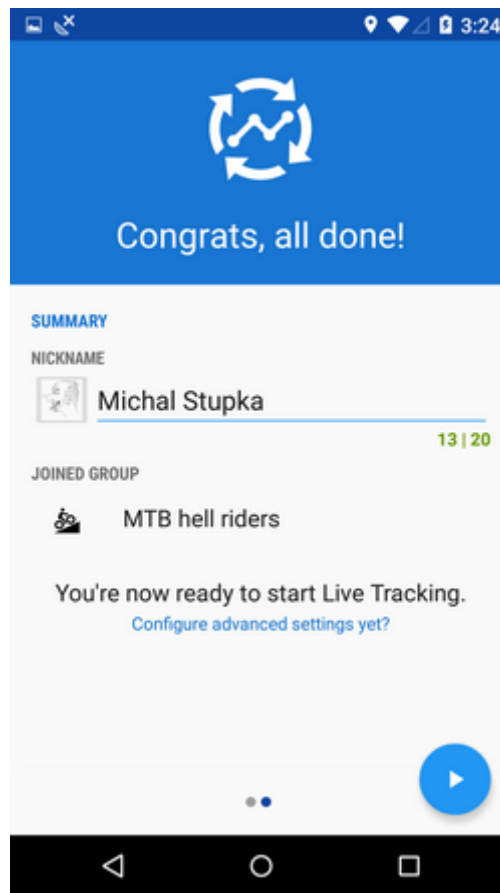 3:24
Congrats, all done!
SUMMARY
NICKNAME
Michal Stupka
13 | 20
JOINED GROUP
MTB hell riders
You're now ready to start Live Tracking.
Configure advanced settings yet?